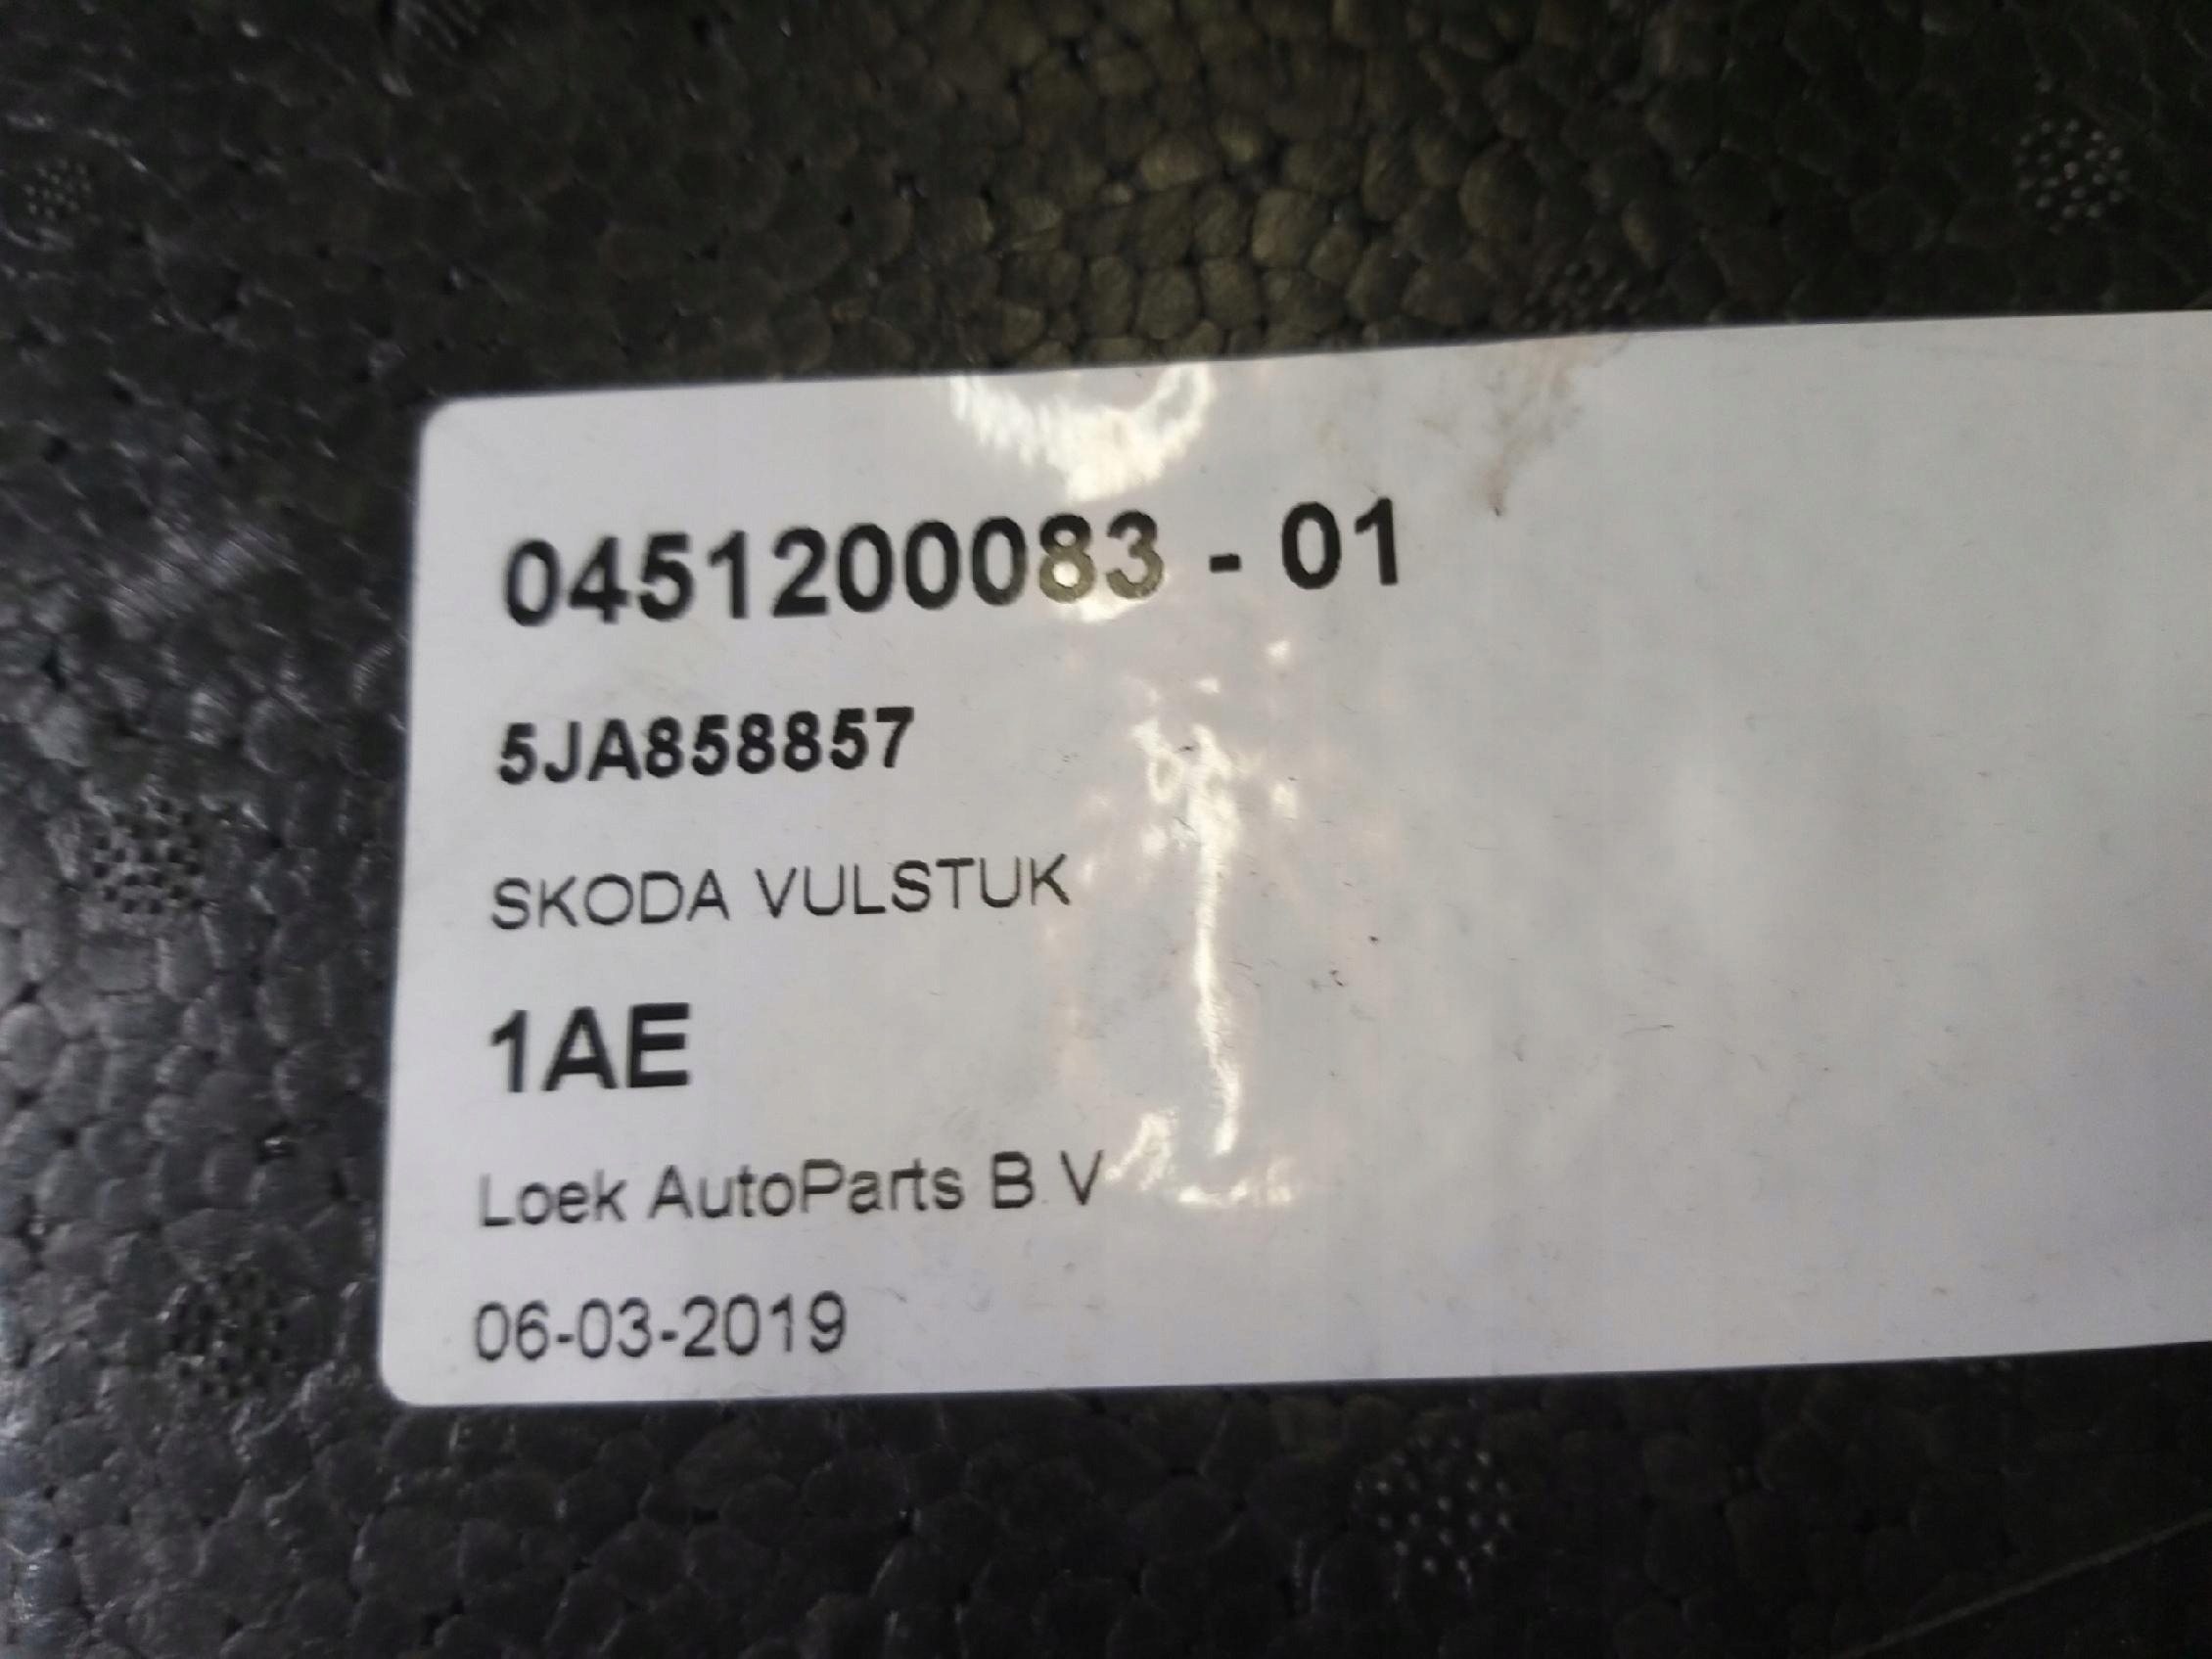 0451200083 - 01
5JA858857
SKODA VULSTUK
1AE
Loek AutoParts B V
06-03-2019